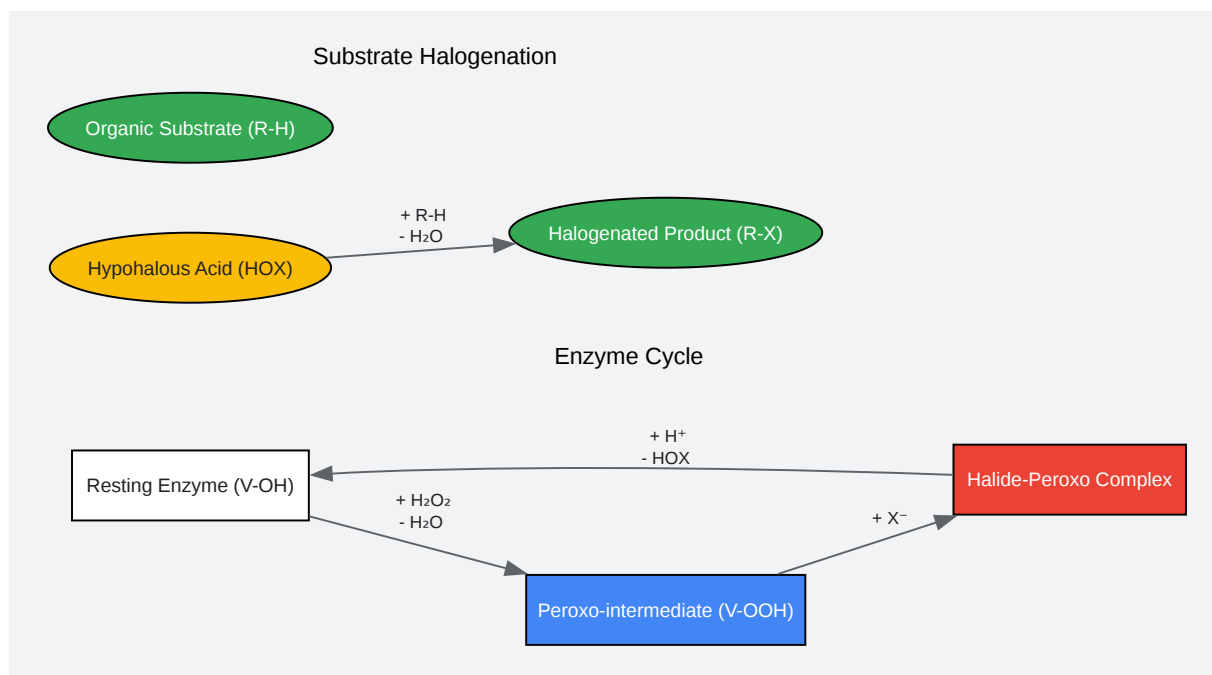 Substrate Halogenation
Organic Substrate (R-H)
+ R-H
- H₂O
Halogenated Product (R-X)
Hypohalous Acid (HOX)
Enzyme Cycle
+ H⁺
- HOX
Resting Enzyme (V-OH)
Halide-Peroxo Complex
+ H₂O₂
- H₂O
+ X⁻
Peroxo-intermediate (V-OOH)